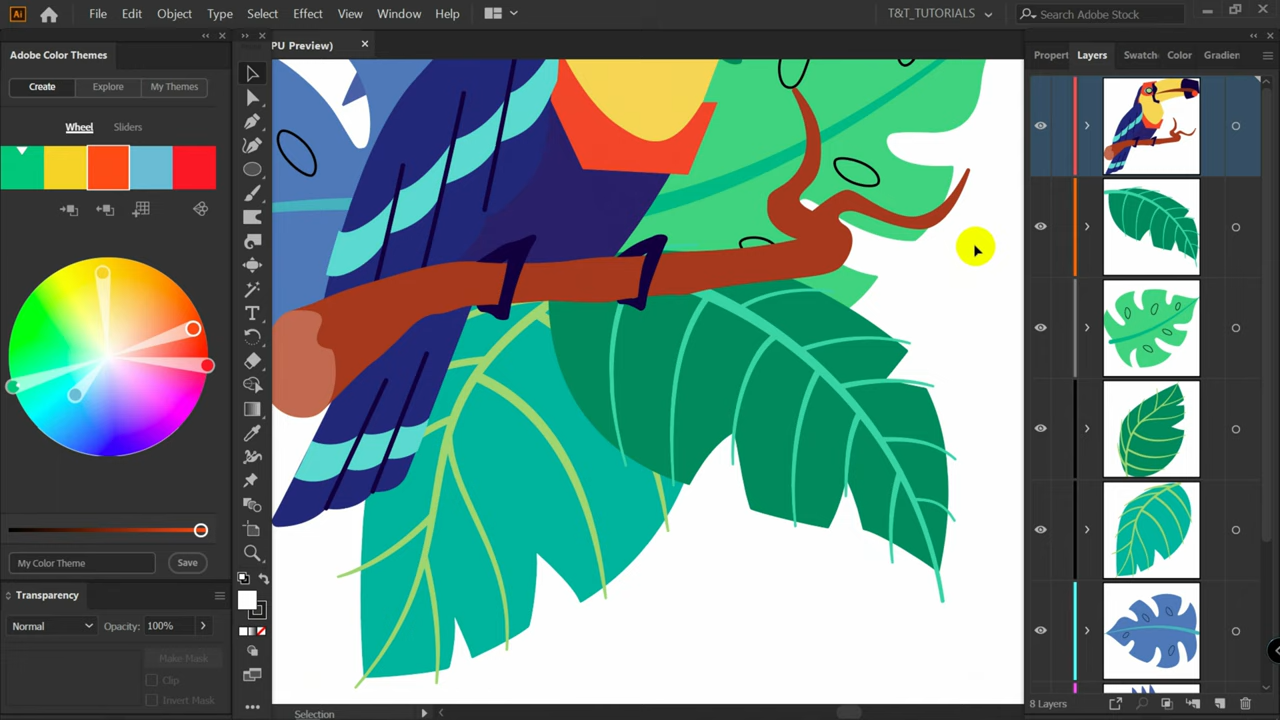 Ai File Edit Object Type Select Effect View Window Help T&T_TUTORIALS Search Adobe Stock
Adobe Color Themes
PU Preview)
Propert Layers Swatch Color Gradien
Create Explore My Themes
Wheel Sliders
My Color Theme Save
Transparency
Normal Opacity: 100%
Make Mask
Clip
Invert Mask
Selection
8 Layers